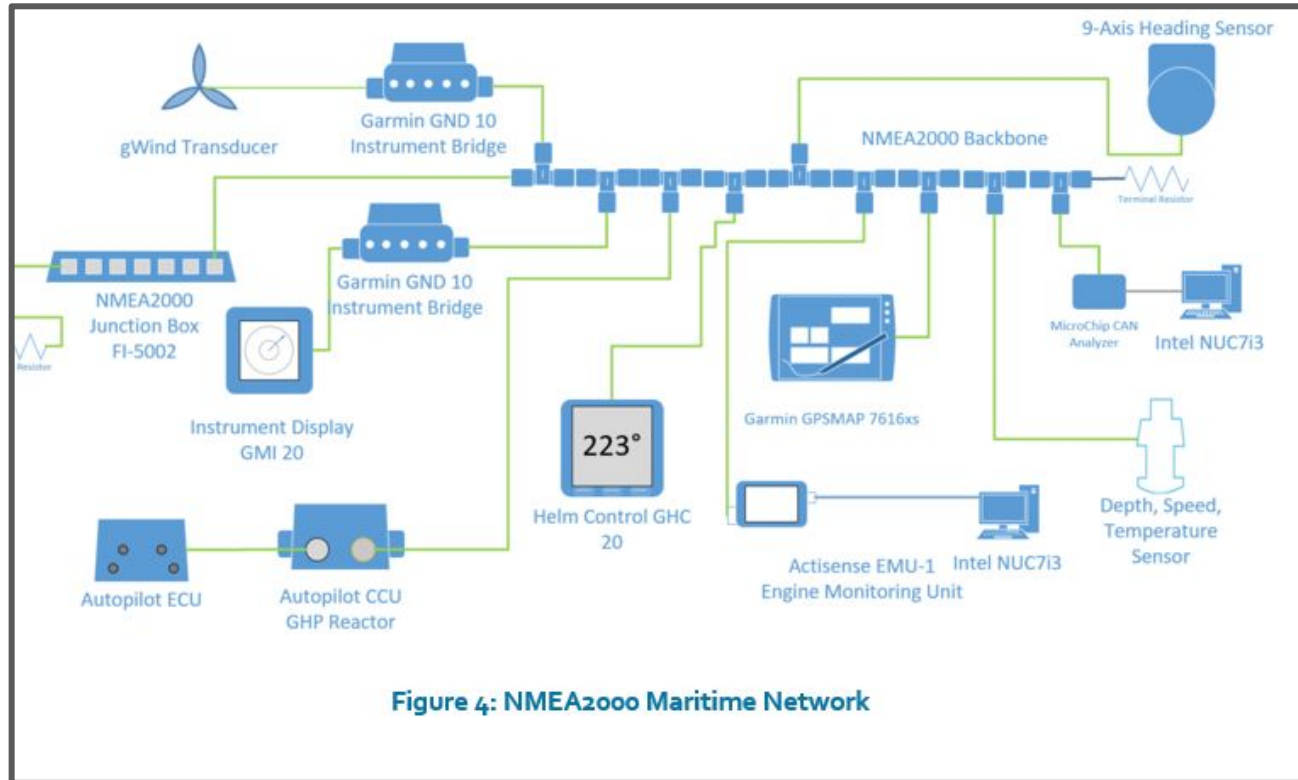 9-Axis Heading Sensor
gWind Transducer
Garmin GND 10
Instrument Bridge
NMEA2000 Backbone
Terminal Resistor
Garmin GND 10
Instrument Bridge
NMEA2000
Junction Box
FI-5002
Resistor
Instrument Display
GMI 20
223°
Helm Control GHC
20
Garmin GPSMAP 7616xs
MicroChip CAN
Analyzer
Intel NUC7i3
Depth, Speed,
Temperature
Sensor
Actisense EMU-1
Engine Monitoring Unit
Intel NUC7i3
Autopilot ECU
Autopilot CCU
GHP Reactor
Figure 4: NMEA2000 Maritime Network